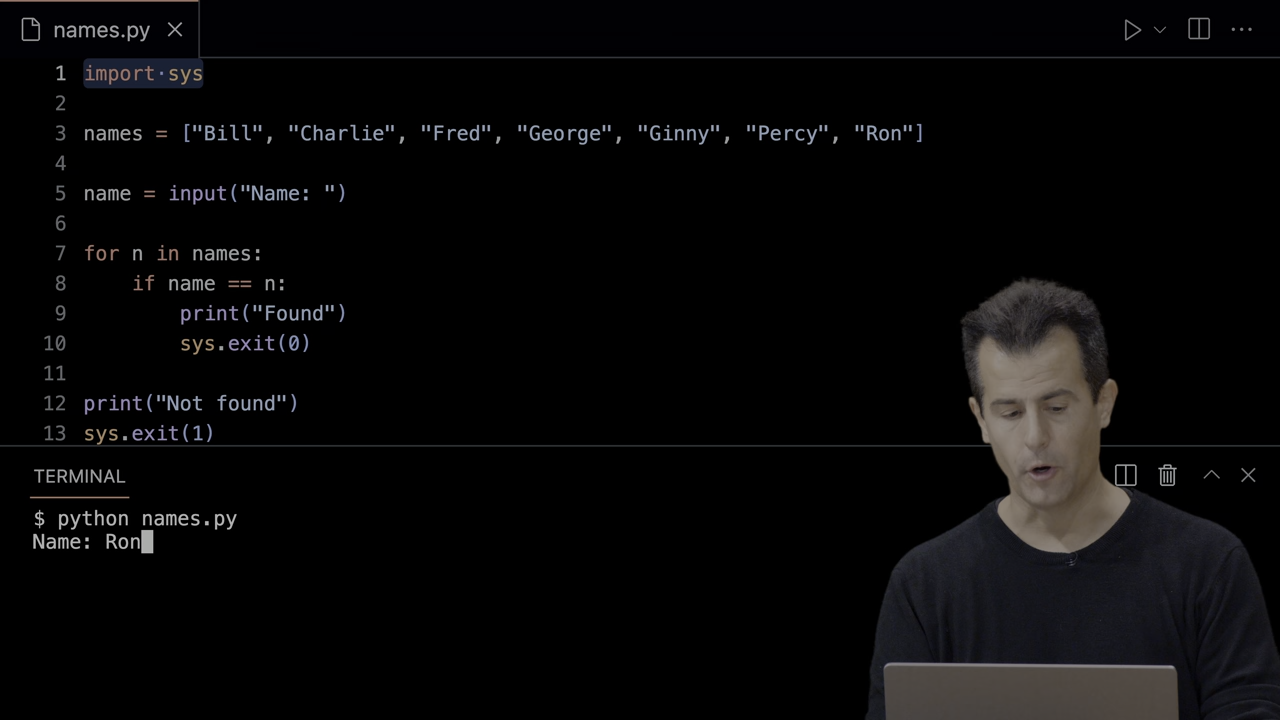 names.py
1 import·sys
2
3 names = ["Bill", "Charlie", "Fred", "George", "Ginny", "Percy", "Ron"]
4
5 name = input("Name: ")
6
7 for n in names:
8     if name == n:
9         print("Found")
10         sys.exit(0)
11
12 print("Not found")
13 sys.exit(1)
TERMINAL
$ python names.py
Name: Ron